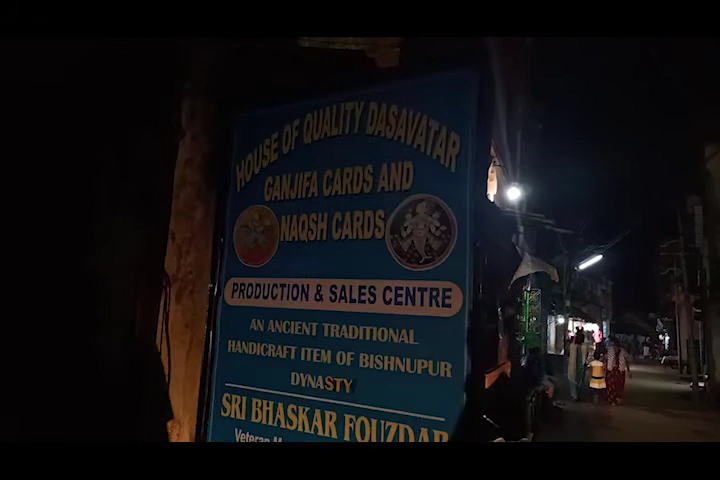 HOUSE OF QUALITY DASAVATAR
GANJIFA CARDS AND
NAQSH CARDS
PRODUCTION & SALES CENTRE
AN ANCIENT TRADITIONAL
HANDICRAFT ITEM OF BISHNUPUR
DYNASTY
SRI BHASKAR FOUZDAR
Veteran